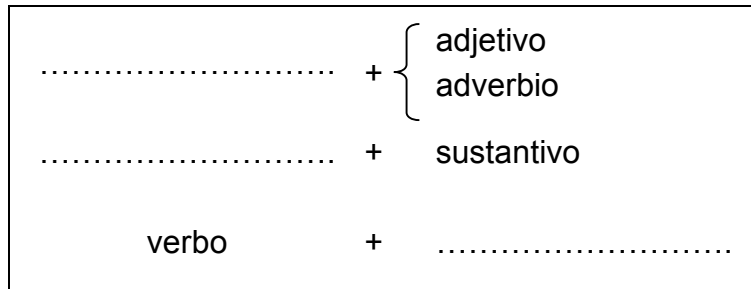 adjetivo
………………………. + {
adverbio
………………………. + sustantivo
verbo + ……………………….